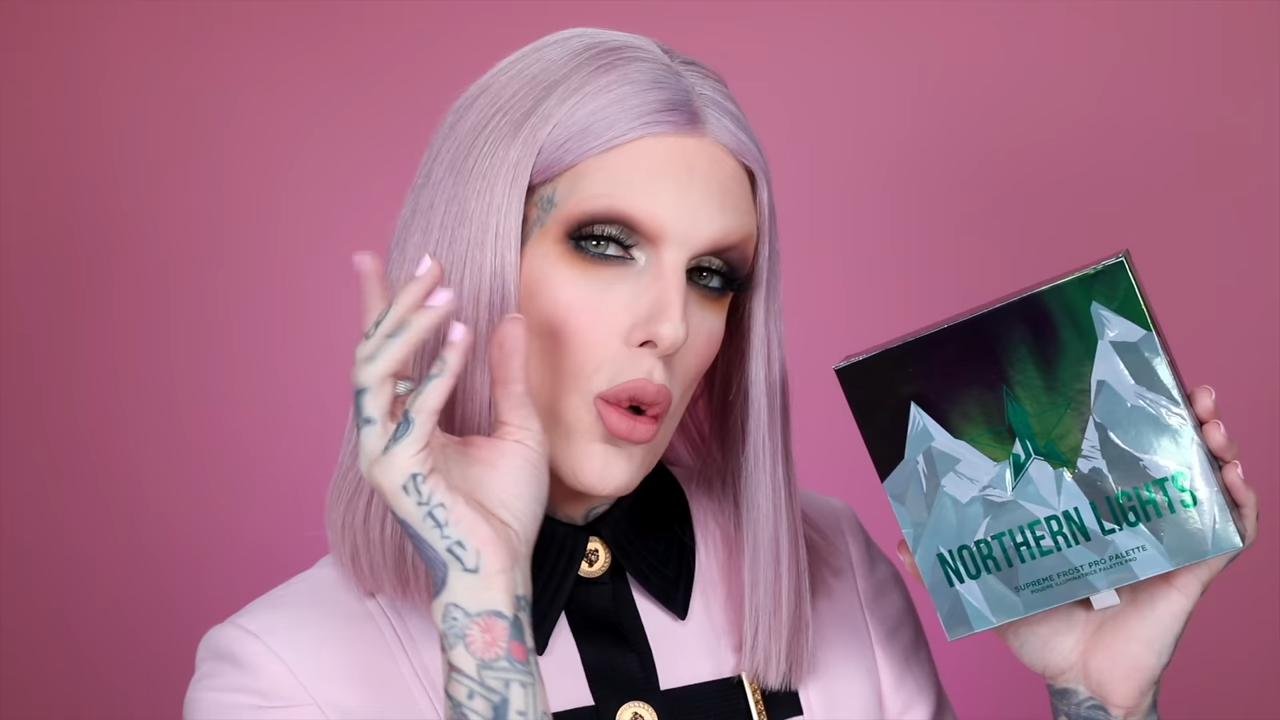 NORTHERN LIGHTS
SUPREME FROST PRO PALETTE
POUDRE ILLUMINATRICE PALETTE PRO